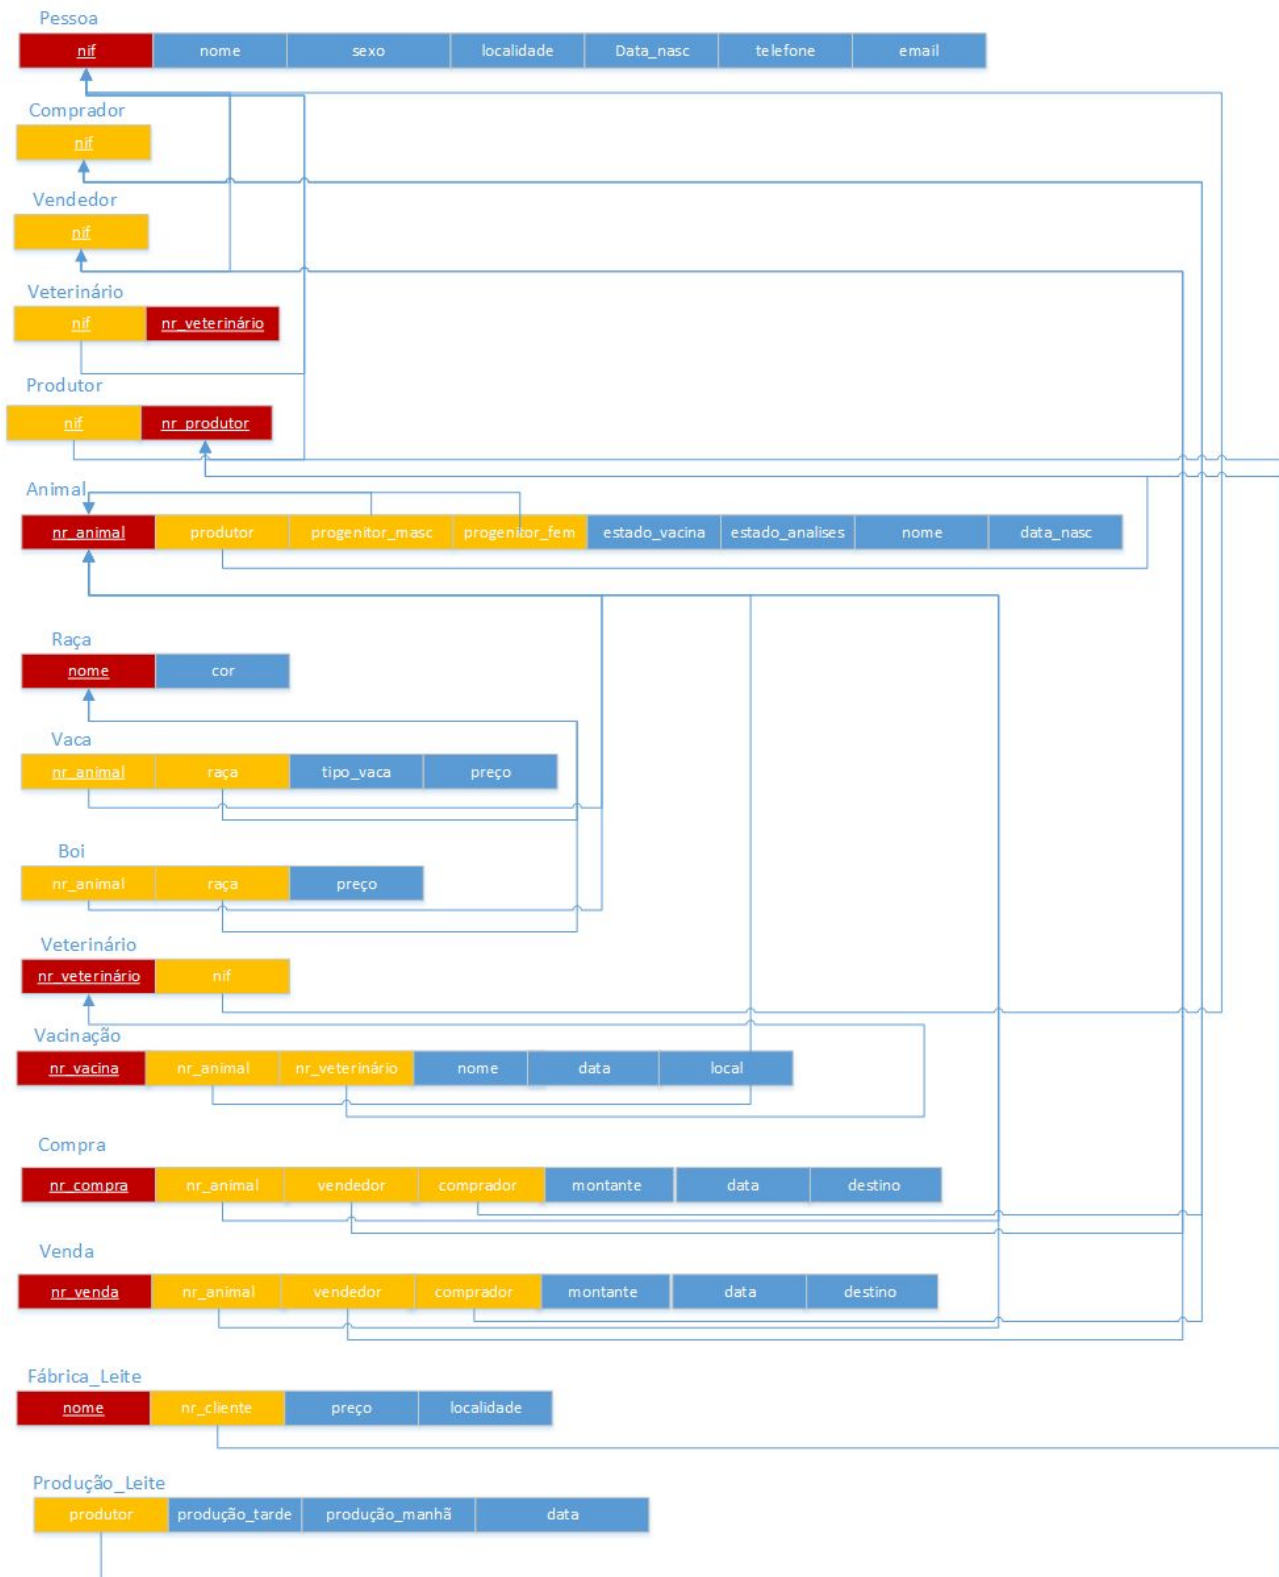 Pessoa
nif nome sexo localidade Data_nasc telefone email
Comprador
nif
Vendedor
nif
Veterinário
nif nr_veterinário
Produtor
nif nr_produtor
Animal
nr_animal produtor progenitor_masc progenitor_fem estado_vacina estado_analises nome data_nasc
Raça
nome cor
Vaca
nr_animal raça tipo_vaca preço
Boi
nr_animal raça preço
Veterinário
nr_veterinário nif
Vacinação
nr_vacina nr_animal nr_veterinário nome data local
Compra
nr_compra nr_animal vendedor comprador montante data destino
Venda
nr_venda nr_animal vendedor comprador montante data destino
Fábrica_Leite
nome nr_cliente preço localidade
Produção_Leite
produtor produção_tarde produção_manhã data